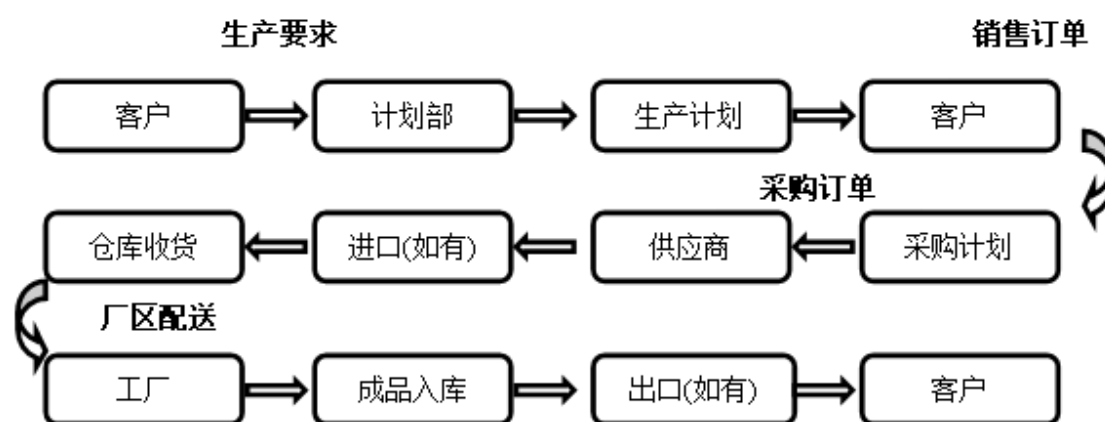 生产要求 销售订单
客户 计划部 生产计划 客户
采购订单
仓库收货 进口(如有) 供应商 采购计划
厂区配送
工厂 成品入库 出口(如有) 客户